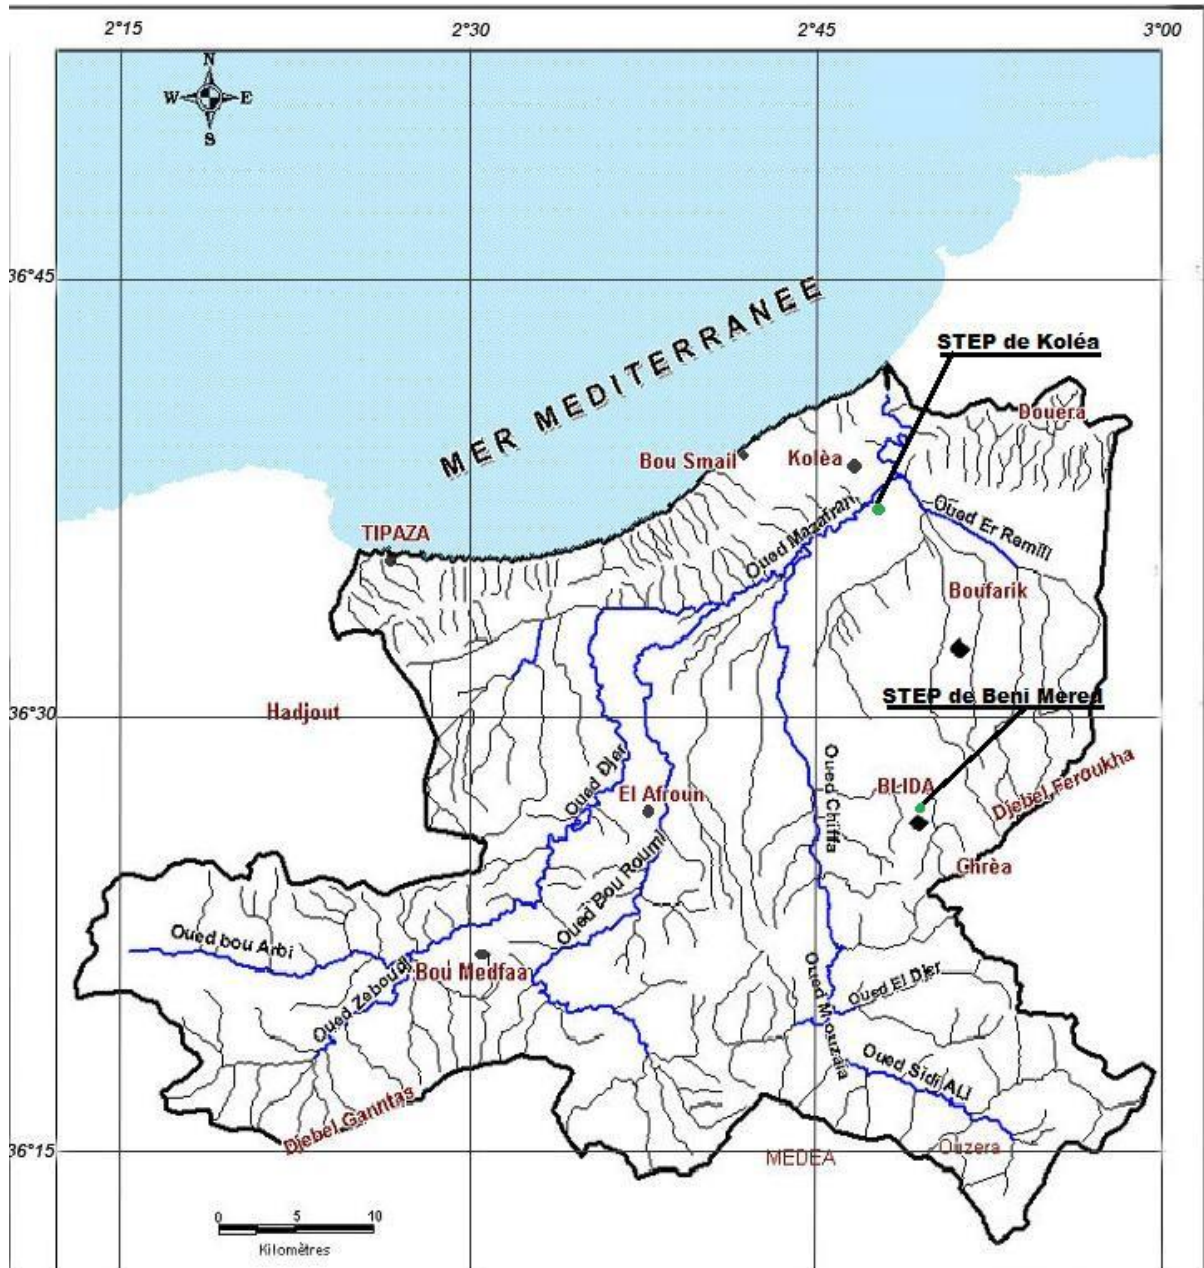 2°15
2°30
2°45
3°00
N
W
E
S
36°45
MER MEDITERRANEE
STEP de Koléa
Douera
Bou Smail
Kolèa
TIPAZA
Oued Mazafran
Oued Er Remili
Boufarik
STEP de Beni Mered
36°30
Hadjout
Oued Djer
El Afroun
Oued Chiffa
BLIDA
Djebel Feroukha
Chrèa
Oued Bou Roumi
Oued bou Arbi
Oued Zeboudj
Bou Medfaa
Oued Mouzaia
Oued El Djer
Oued Sidi ALi
Djebel Ganntas
36°15
MEDEA
Ouzera
0 5 10
Kilomètres